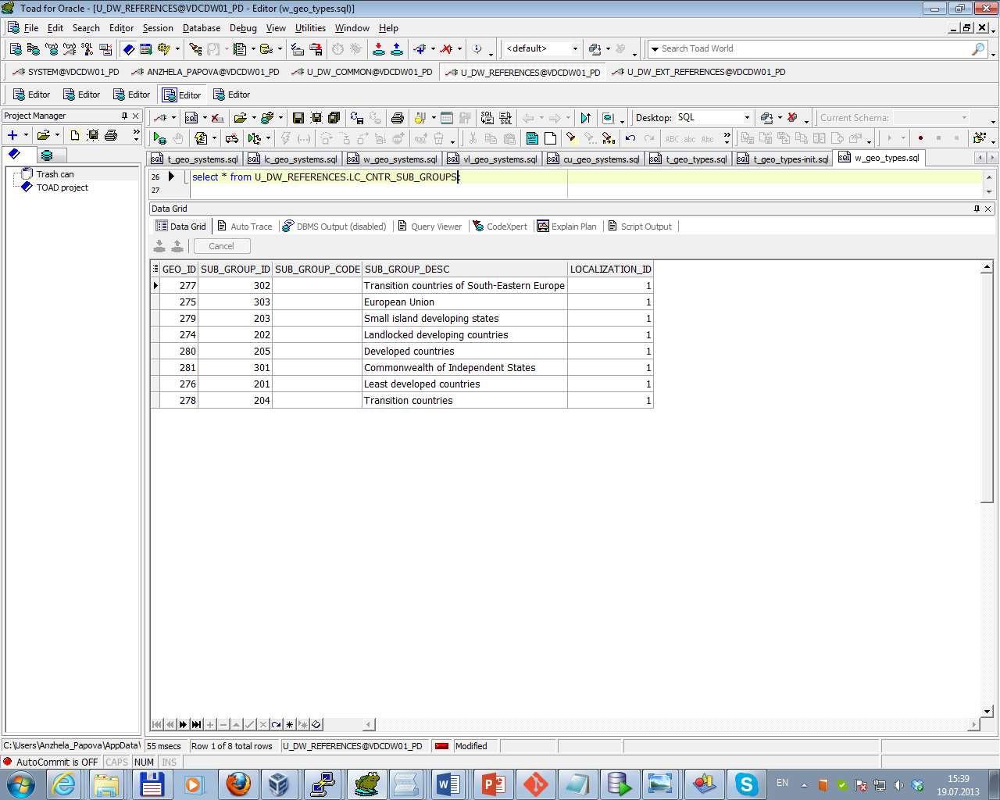 Toad for Oracle - [U_DW_REFERENCES@VDCDW01_PD - Editor (w_geo_types.sql)]
File Edit Search Editor Session Database Debug View Utilities Window Help
<default> Search Toad World
SYSTEM@VDCDW01_PD ANZHELA_PAPOVA@VDCDW01_PD U_DW_COMMON@VDCDW01_PD U_DW_REFERENCES@VDCDW01_PD U_DW_EXT_REFERENCES@VDCDW01_PD
Editor Editor Editor Editor Editor
Project Manager
Desktop: SQL Current Schema:
t_geo_systems.sql lc_geo_systems.sql w_geo_systems.sql vl_geo_systems.sql cu_geo_systems.sql t_geo_types.sql t_geo_types-init.sql w_geo_types.sql
Trash can
TOAD project
26 select * from U_DW_REFERENCES.LC_CNTR_SUB_GROUPS;
27
Data Grid
Data Grid Auto Trace DBMS Output (disabled) Query Viewer CodeXpert Explain Plan Script Output
Cancel
GEO_ID SUB_GROUP_ID SUB_GROUP_CODE SUB_GROUP_DESC LOCALIZATION_ID
277 302 Transition countries of South-Eastern Europe 1
275 303 European Union 1
279 203 Small island developing states 1
274 202 Landlocked developing countries 1
280 205 Developed countries 1
281 301 Commonwealth of Independent States 1
276 201 Least developed countries 1
278 204 Transition countries 1
C:\Users\Anzhela_Papova\AppData\ 55 msecs Row 1 of 8 total rows U_DW_REFERENCES@VDCDW01_PD Modified
AutoCommit is OFF CAPS NUM INS
EN 15:39
19.07.2013